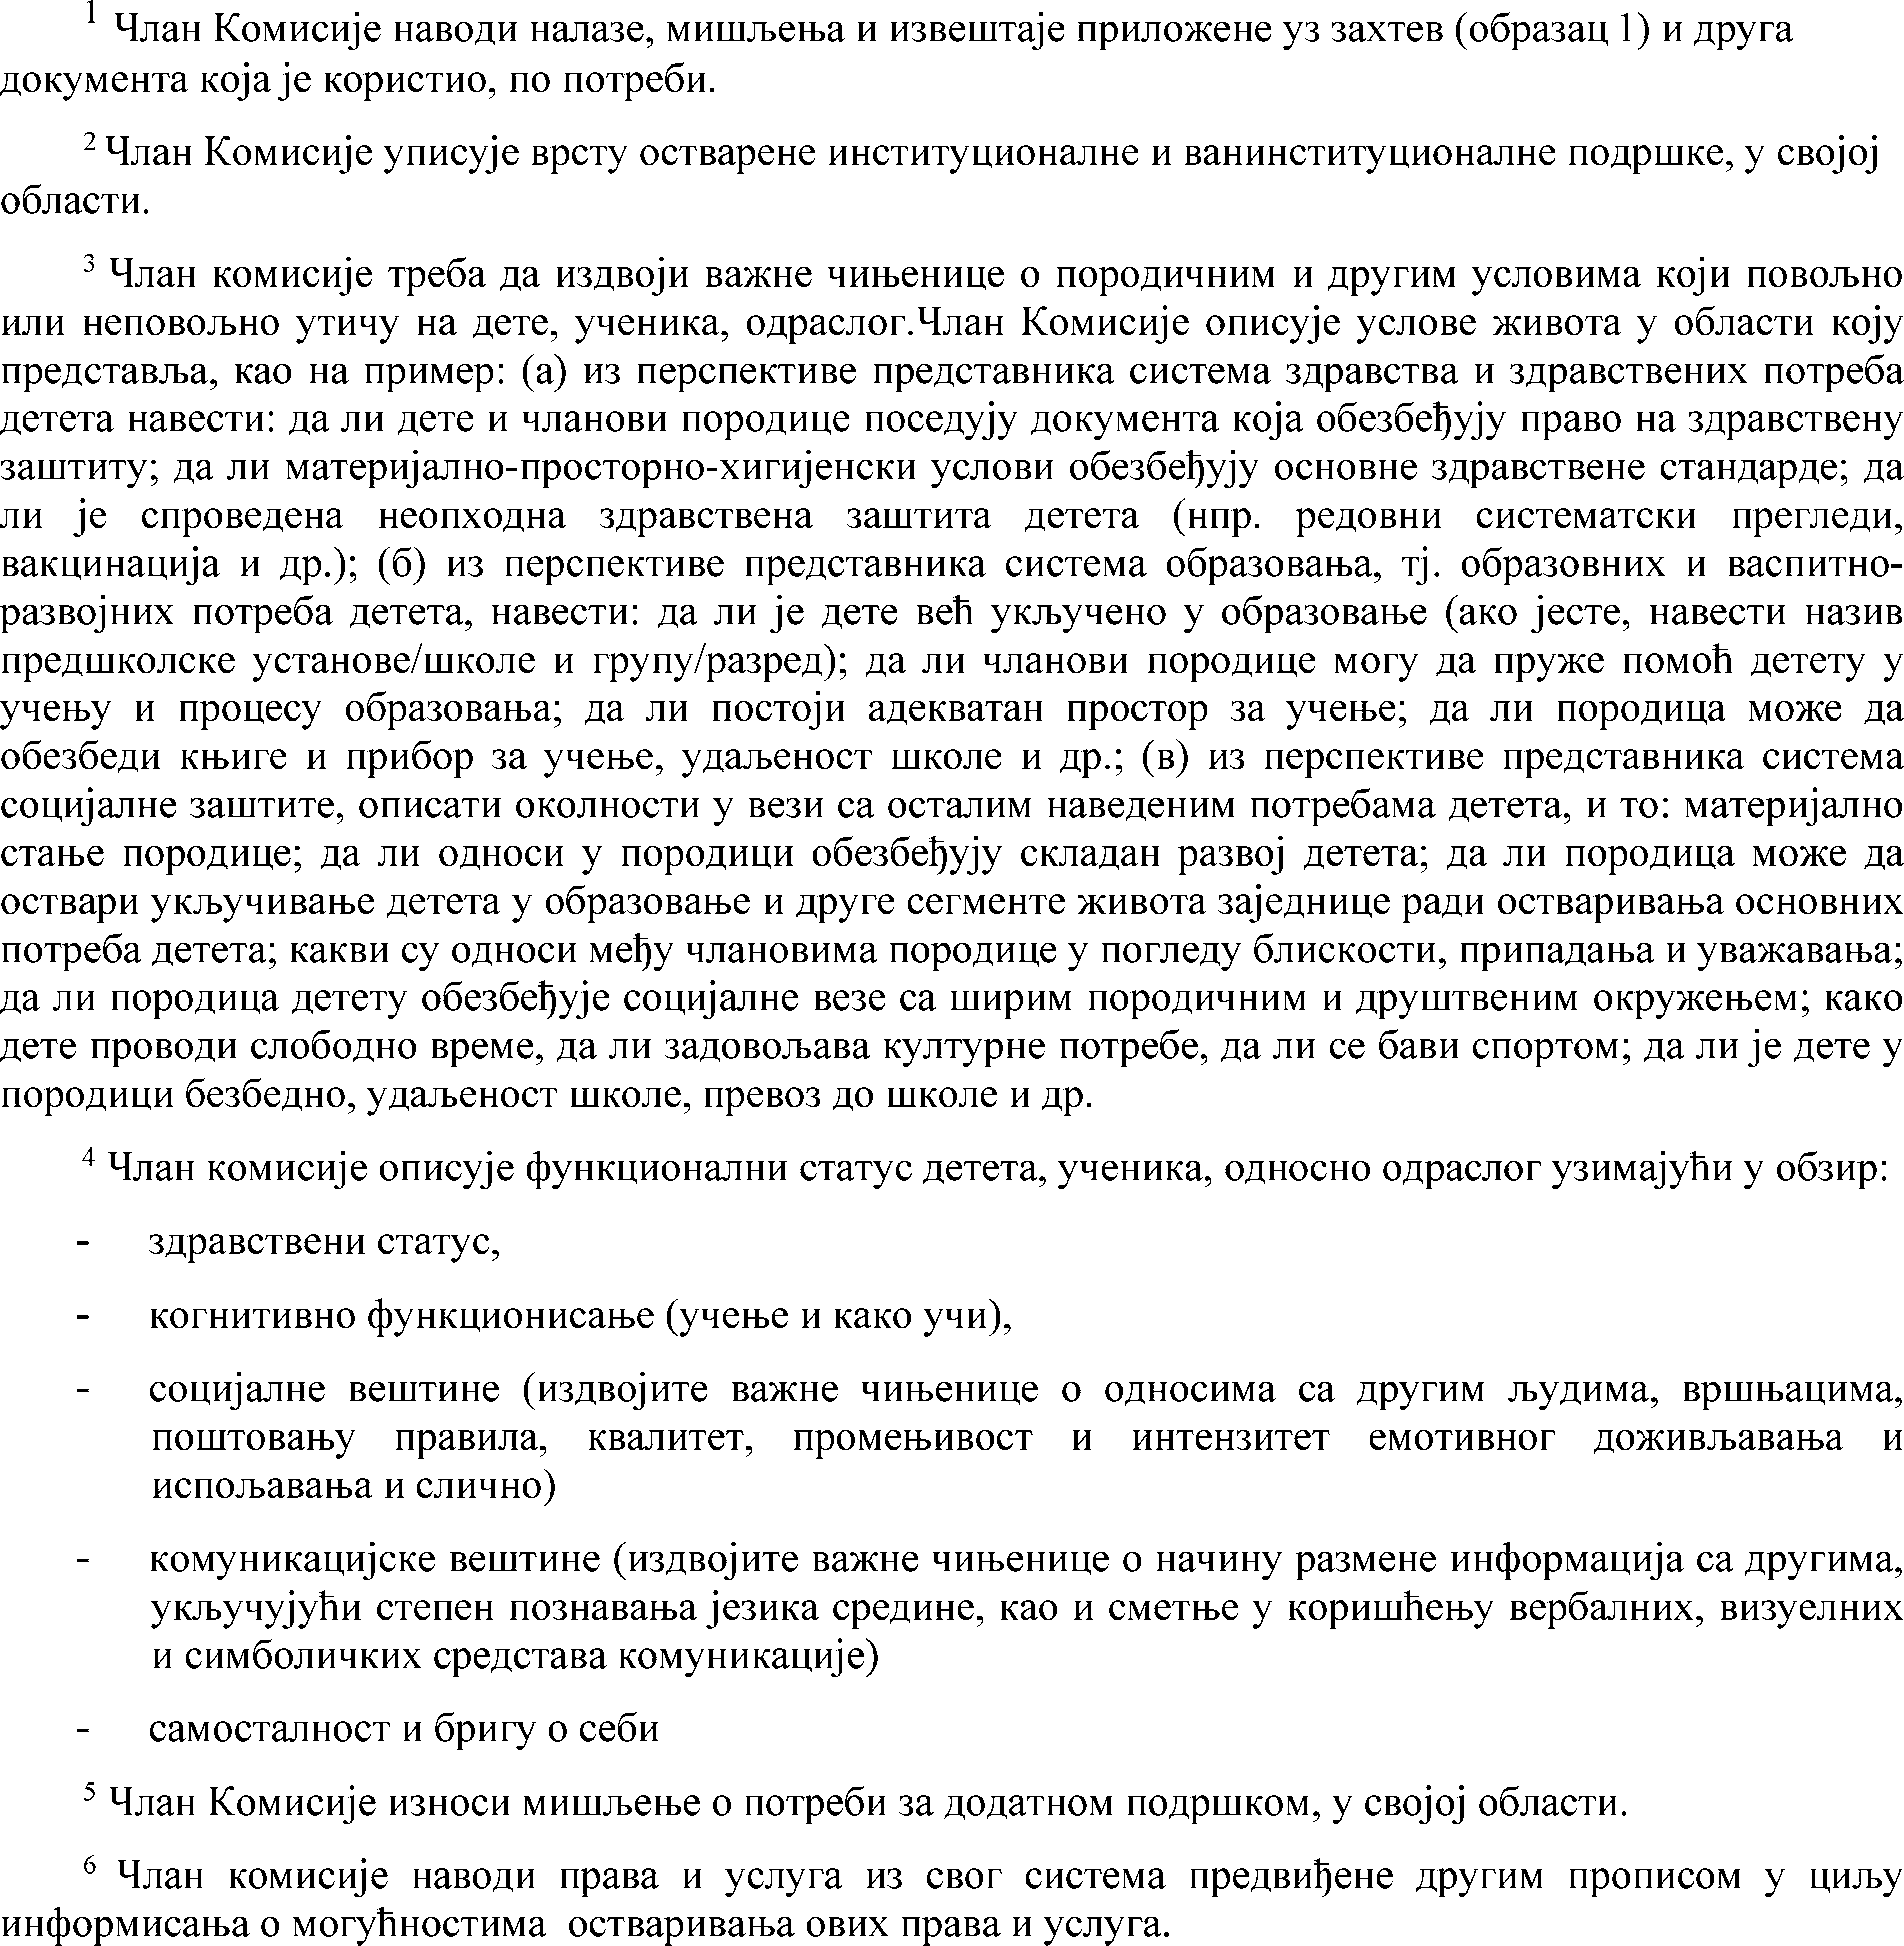 1 Члан Комисије наводи налазе, мишљења и извештаје приложене уз захтев (образац 1) и друга
документа која је користио, по потреби.
2 Члан Комисије уписује врсту остварене институционалне и ванинституционалне подршке, у својој
области.
3 Члан комисије треба да издвоји важне чињенице о породичним и другим условима који повољно
или неповољно утичу на дете, ученика, одраслог.Члан Комисије описује услове живота у области коју
представља, као на пример: (а) из перспективе представника система здравства и здравствених потреба
детета навести: да ли дете и чланови породице поседују документа која обезбеђују право на здравствену
заштиту; да ли материјално-просторно-хигијенски услови обезбеђују основне здравствене стандарде; да
ли је спроведена неопходна здравствена заштита детета (нпр. редовни систематски прегледи,
вакцинација и др.); (б) из перспективе представника система образовања, тј. образовних и васпитно-
развојних потреба детета, навести: да ли је дете већ укључено у образовање (ако јесте, навести назив
предшколске установе/школе и групу/разред); да ли чланови породице могу да пруже помоћ детету у
учењу и процесу образовања; да ли постоји адекватан простор за учење; да ли породица може да
обезбеди књиге и прибор за учење, удаљеност школе и др.; (в) из перспективе представника система
социјалне заштите, описати околности у вези са осталим наведеним потребама детета, и то: материјално
стање породице; да ли односи у породици обезбеђују складан развој детета; да ли породица може да
оствари укључивање детета у образовање и друге сегменте живота заједнице ради остваривања основних
потреба детета; какви су односи међу члановима породице у погледу блискости, припадања и уважавања;
да ли породица детету обезбеђује социјалне везе са ширим породичним и друштвеним окружењем; како
дете проводи слободно време, да ли задовољава културне потребе, да ли се бави спортом; да ли је дете у
породици безбедно, удаљеност школе, превоз до школе и др.
4 Члан комисије описује функционални статус детета, ученика, односно одраслог узимајући у обзир:
- здравствени статус,
- когнитивно функционисање (учење и како учи),
- социјалне вештине (издвојите важне чињенице о односима са другим људима, вршњацима,
поштовању правила, квалитет, промењивост и интензитет емотивног доживљавања и
испољавања и слично)
- комуникацијске вештине (издвојите важне чињенице о начину размене информација са другима,
укључујући степен познавања језика средине, као и сметње у коришћењу вербалних, визуелних
и симболичких средстава комуникације)
- самосталност и бригу о себи
5 Члан Комисије износи мишљење о потреби за додатном подршком, у својој области.
6 Члан комисије наводи права и услуга из свог система предвиђене другим прописом у циљу
информисања о могућностима  остваривања ових права и услуга.